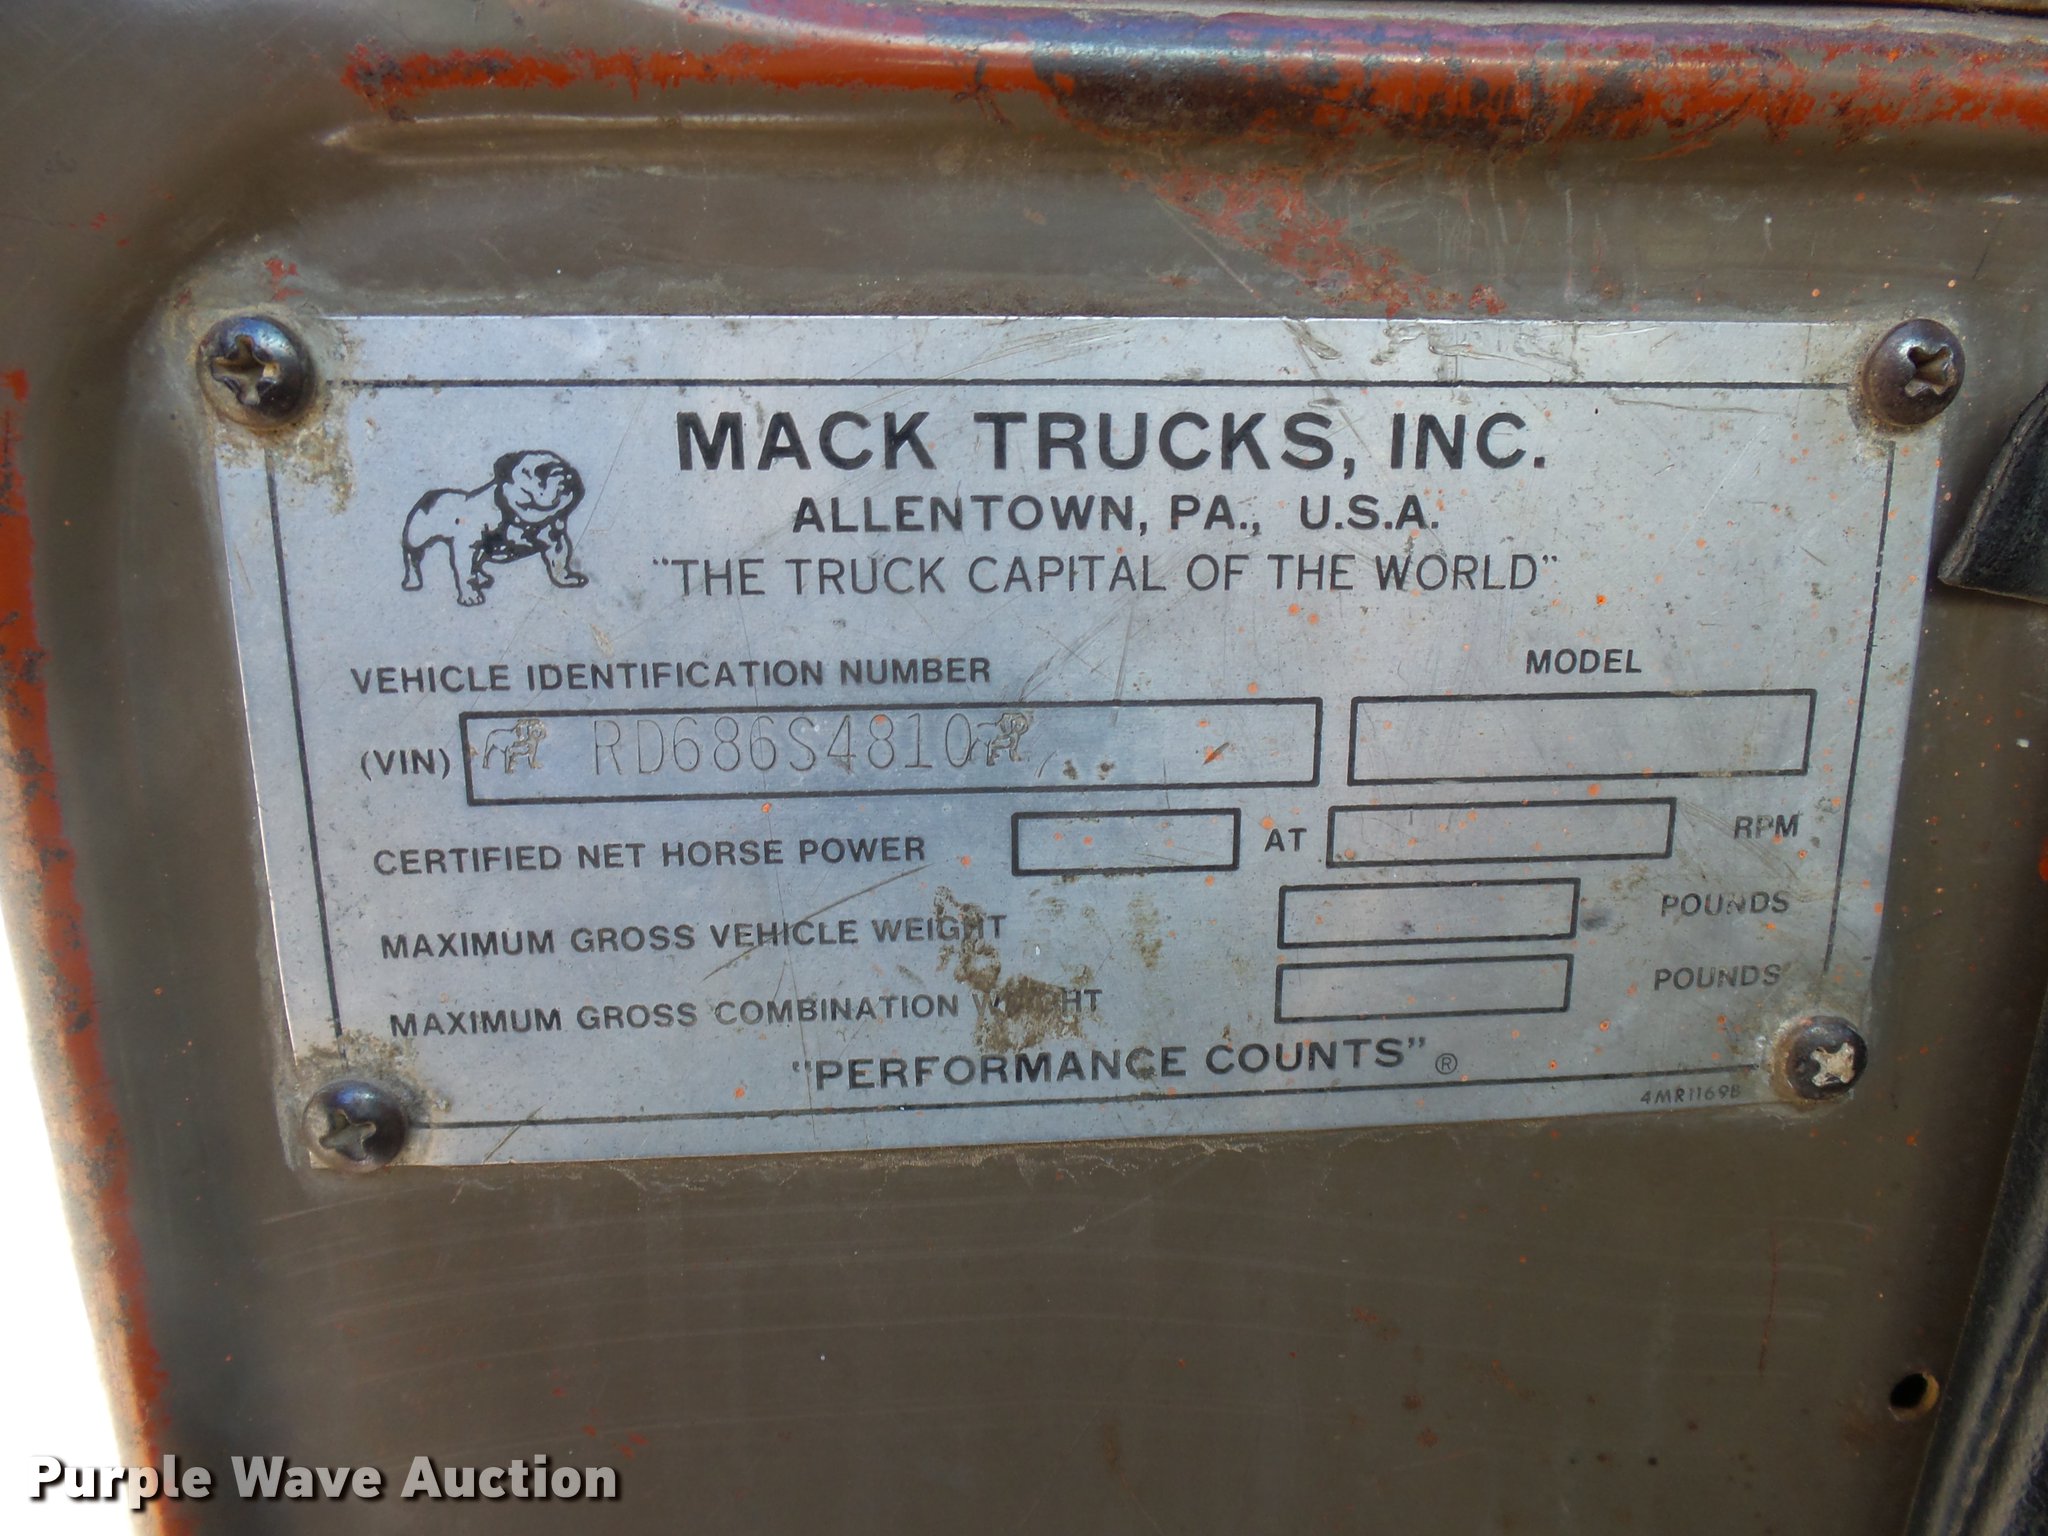 MACK TRUCKS, INC.
ALLENTOWN, PA., U.S.A.
"THE TRUCK CAPITAL OF THE WORLD"
VEHICLE IDENTIFICATION NUMBER MODEL
(VIN) RD686S4810
CERTIFIED NET HORSE POWER AT RPM
MAXIMUM GROSS VEHICLE WEIGHT POUNDS
MAXIMUM GROSS COMBINATION WEIGHT POUNDS
"PERFORMANCE COUNTS"®
4MR1169B
Purple Wave Auction